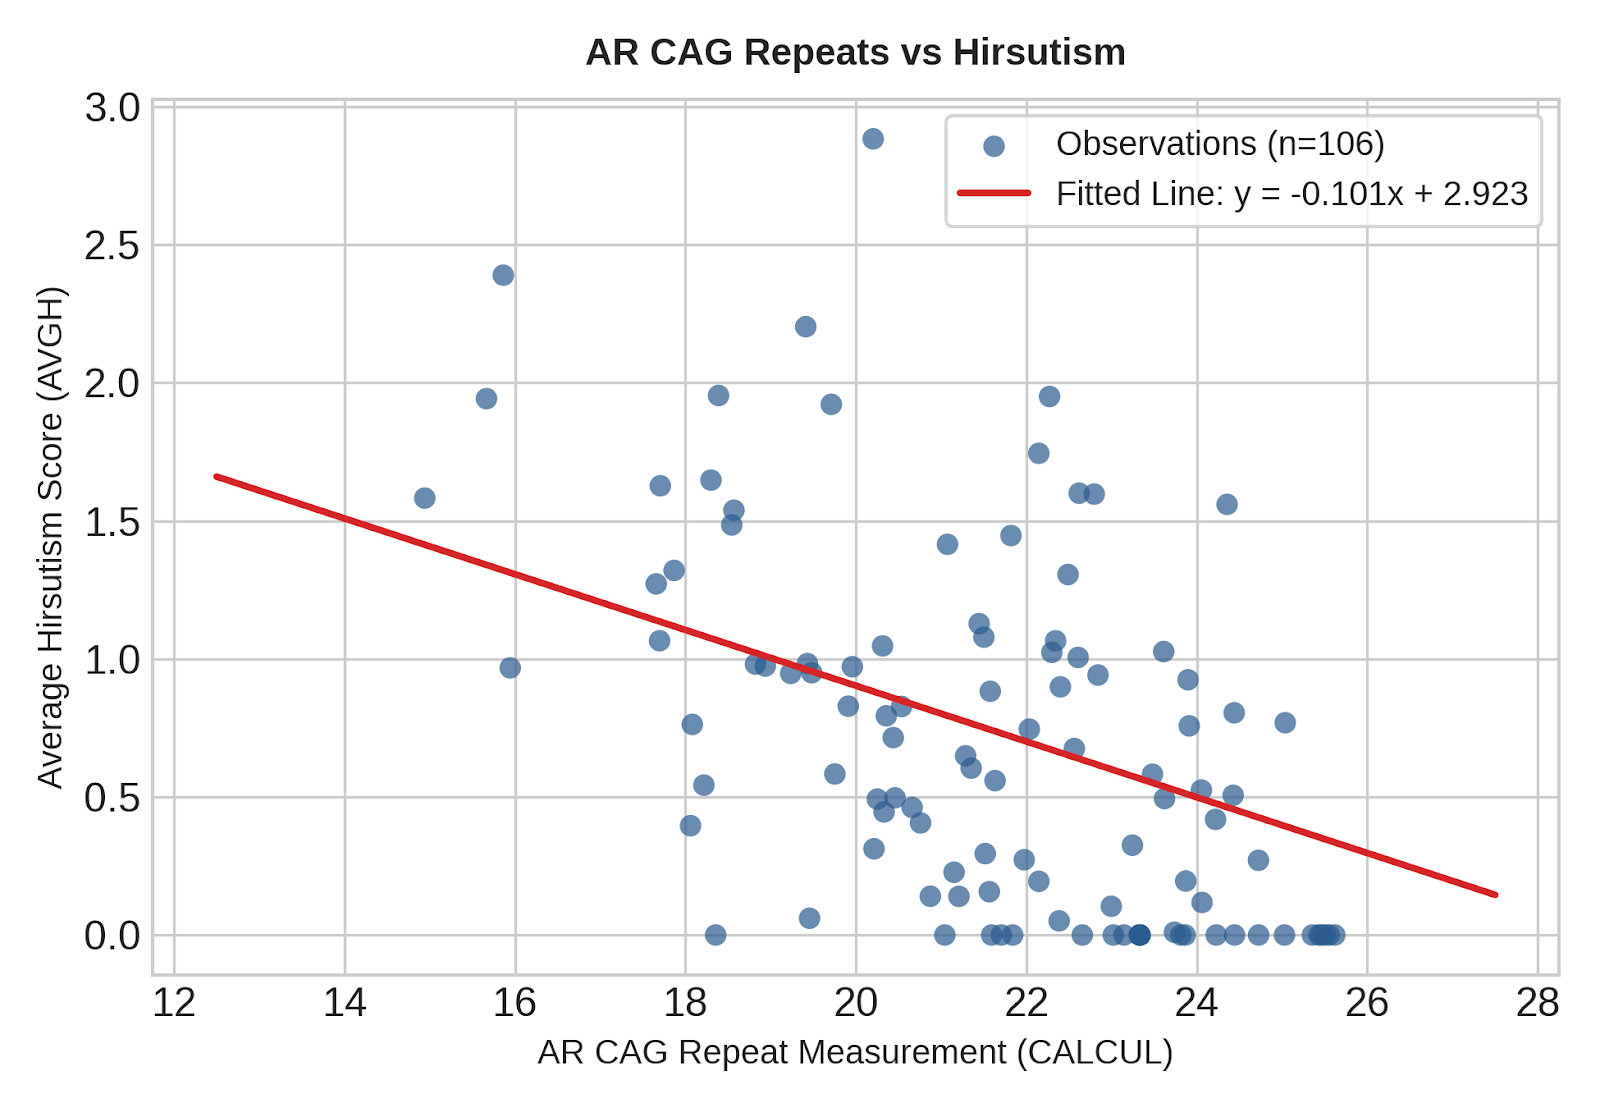 AR CAG Repeats vs Hirsutism
Observations (n=106)
Fitted Line: y = -0.101x + 2.923
Average Hirsutism Score (AVGH)
3.0
2.5
2.0
1.5
1.0
0.5
0.0
12 14 16 18 20 22 24 26 28
AR CAG Repeat Measurement (CALCUL)